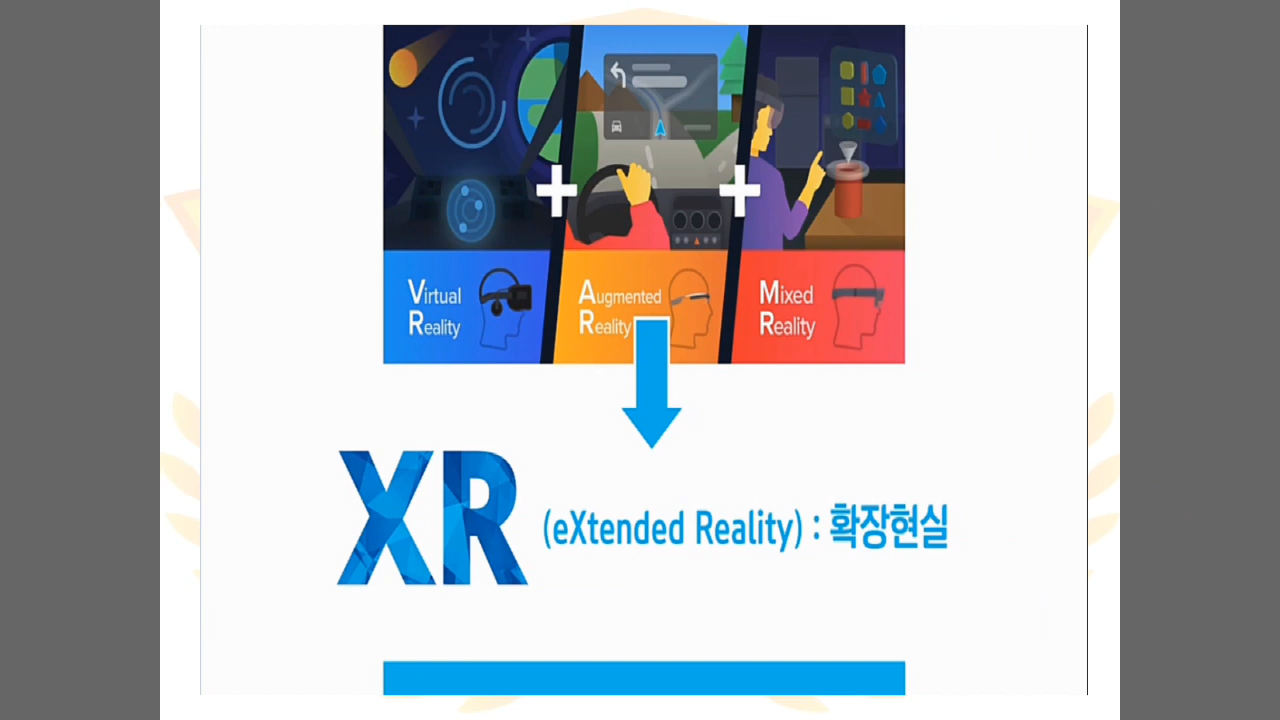 Virtual
Reality
Augmented
Reality
Mixed
Reality
XR (eXtended Reality) : 확장현실